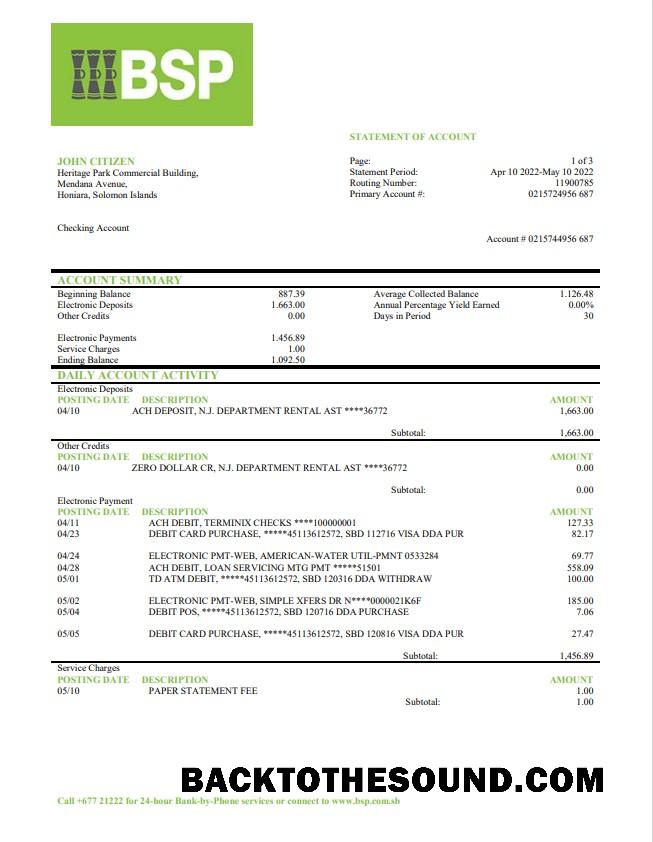 BSP
STATEMENT OF ACCOUNT
JOHN CITIZEN
Heritage Park Commercial Building,
Mendana Avenue,
Honiara, Solomon Islands
Page: 1 of 3
Statement Period: Apr 10 2022-May 10 2022
Routing Number: 11900785
Primary Account #: 0215724956 687
Checking Account
Account # 0215744956 687
ACCOUNT SUMMARY
Beginning Balance 887.39 Average Collected Balance 1.126.48
Electronic Deposits 1.663.00 Annual Percentage Yield Earned 0.00%
Other Credits 0.00 Days in Period 30
Electronic Payments 1.456.89
Service Charges 1.00
Ending Balance 1.092.50
DAILY ACCOUNT ACTIVITY
Electronic Deposits
POSTING DATE DESCRIPTION AMOUNT
04/10 ACH DEPOSIT, N.J. DEPARTMENT RENTAL AST ****36772 1,663.00
Subtotal: 1,663.00
Other Credits
POSTING DATE DESCRIPTION AMOUNT
04/10 ZERO DOLLAR CR, N.J. DEPARTMENT RENTAL AST ****36772 0.00
Subtotal: 0.00
Electronic Payment
POSTING DATE DESCRIPTION AMOUNT
04/11 ACH DEBIT, TERMINIX CHECKS ****100000001 127.33
04/23 DEBIT CARD PURCHASE, *****45113612572, SBD 112716 VISA DDA PUR 82.17
04/24 ELECTRONIC PMT-WEB, AMERICAN-WATER UTIL-PMNT 0533284 69.77
04/28 ACH DEBIT, LOAN SERVICING MTG PMT *****51501 558.09
05/01 TD ATM DEBIT, *****45113612572, SBD 120316 DDA WITHDRAW 100.00
05/02 ELECTRONIC PMT-WEB, SIMPLE XFERS DR N****0000021K6F 185.00
05/04 DEBIT POS, *****45113612572, SBD 120716 DDA PURCHASE 7.06
05/05 DEBIT CARD PURCHASE, *****45113612572, SBD 120816 VISA DDA PUR 27.47
Subtotal: 1,456.89
Service Charges
POSTING DATE DESCRIPTION AMOUNT
05/10 PAPER STATEMENT FEE 1.00
Subtotal: 1.00
BACKTOTHESOUND.COM
Call +677 21222 for 24-hour Bank-by-Phone services or connect to www.bsp.com.sb